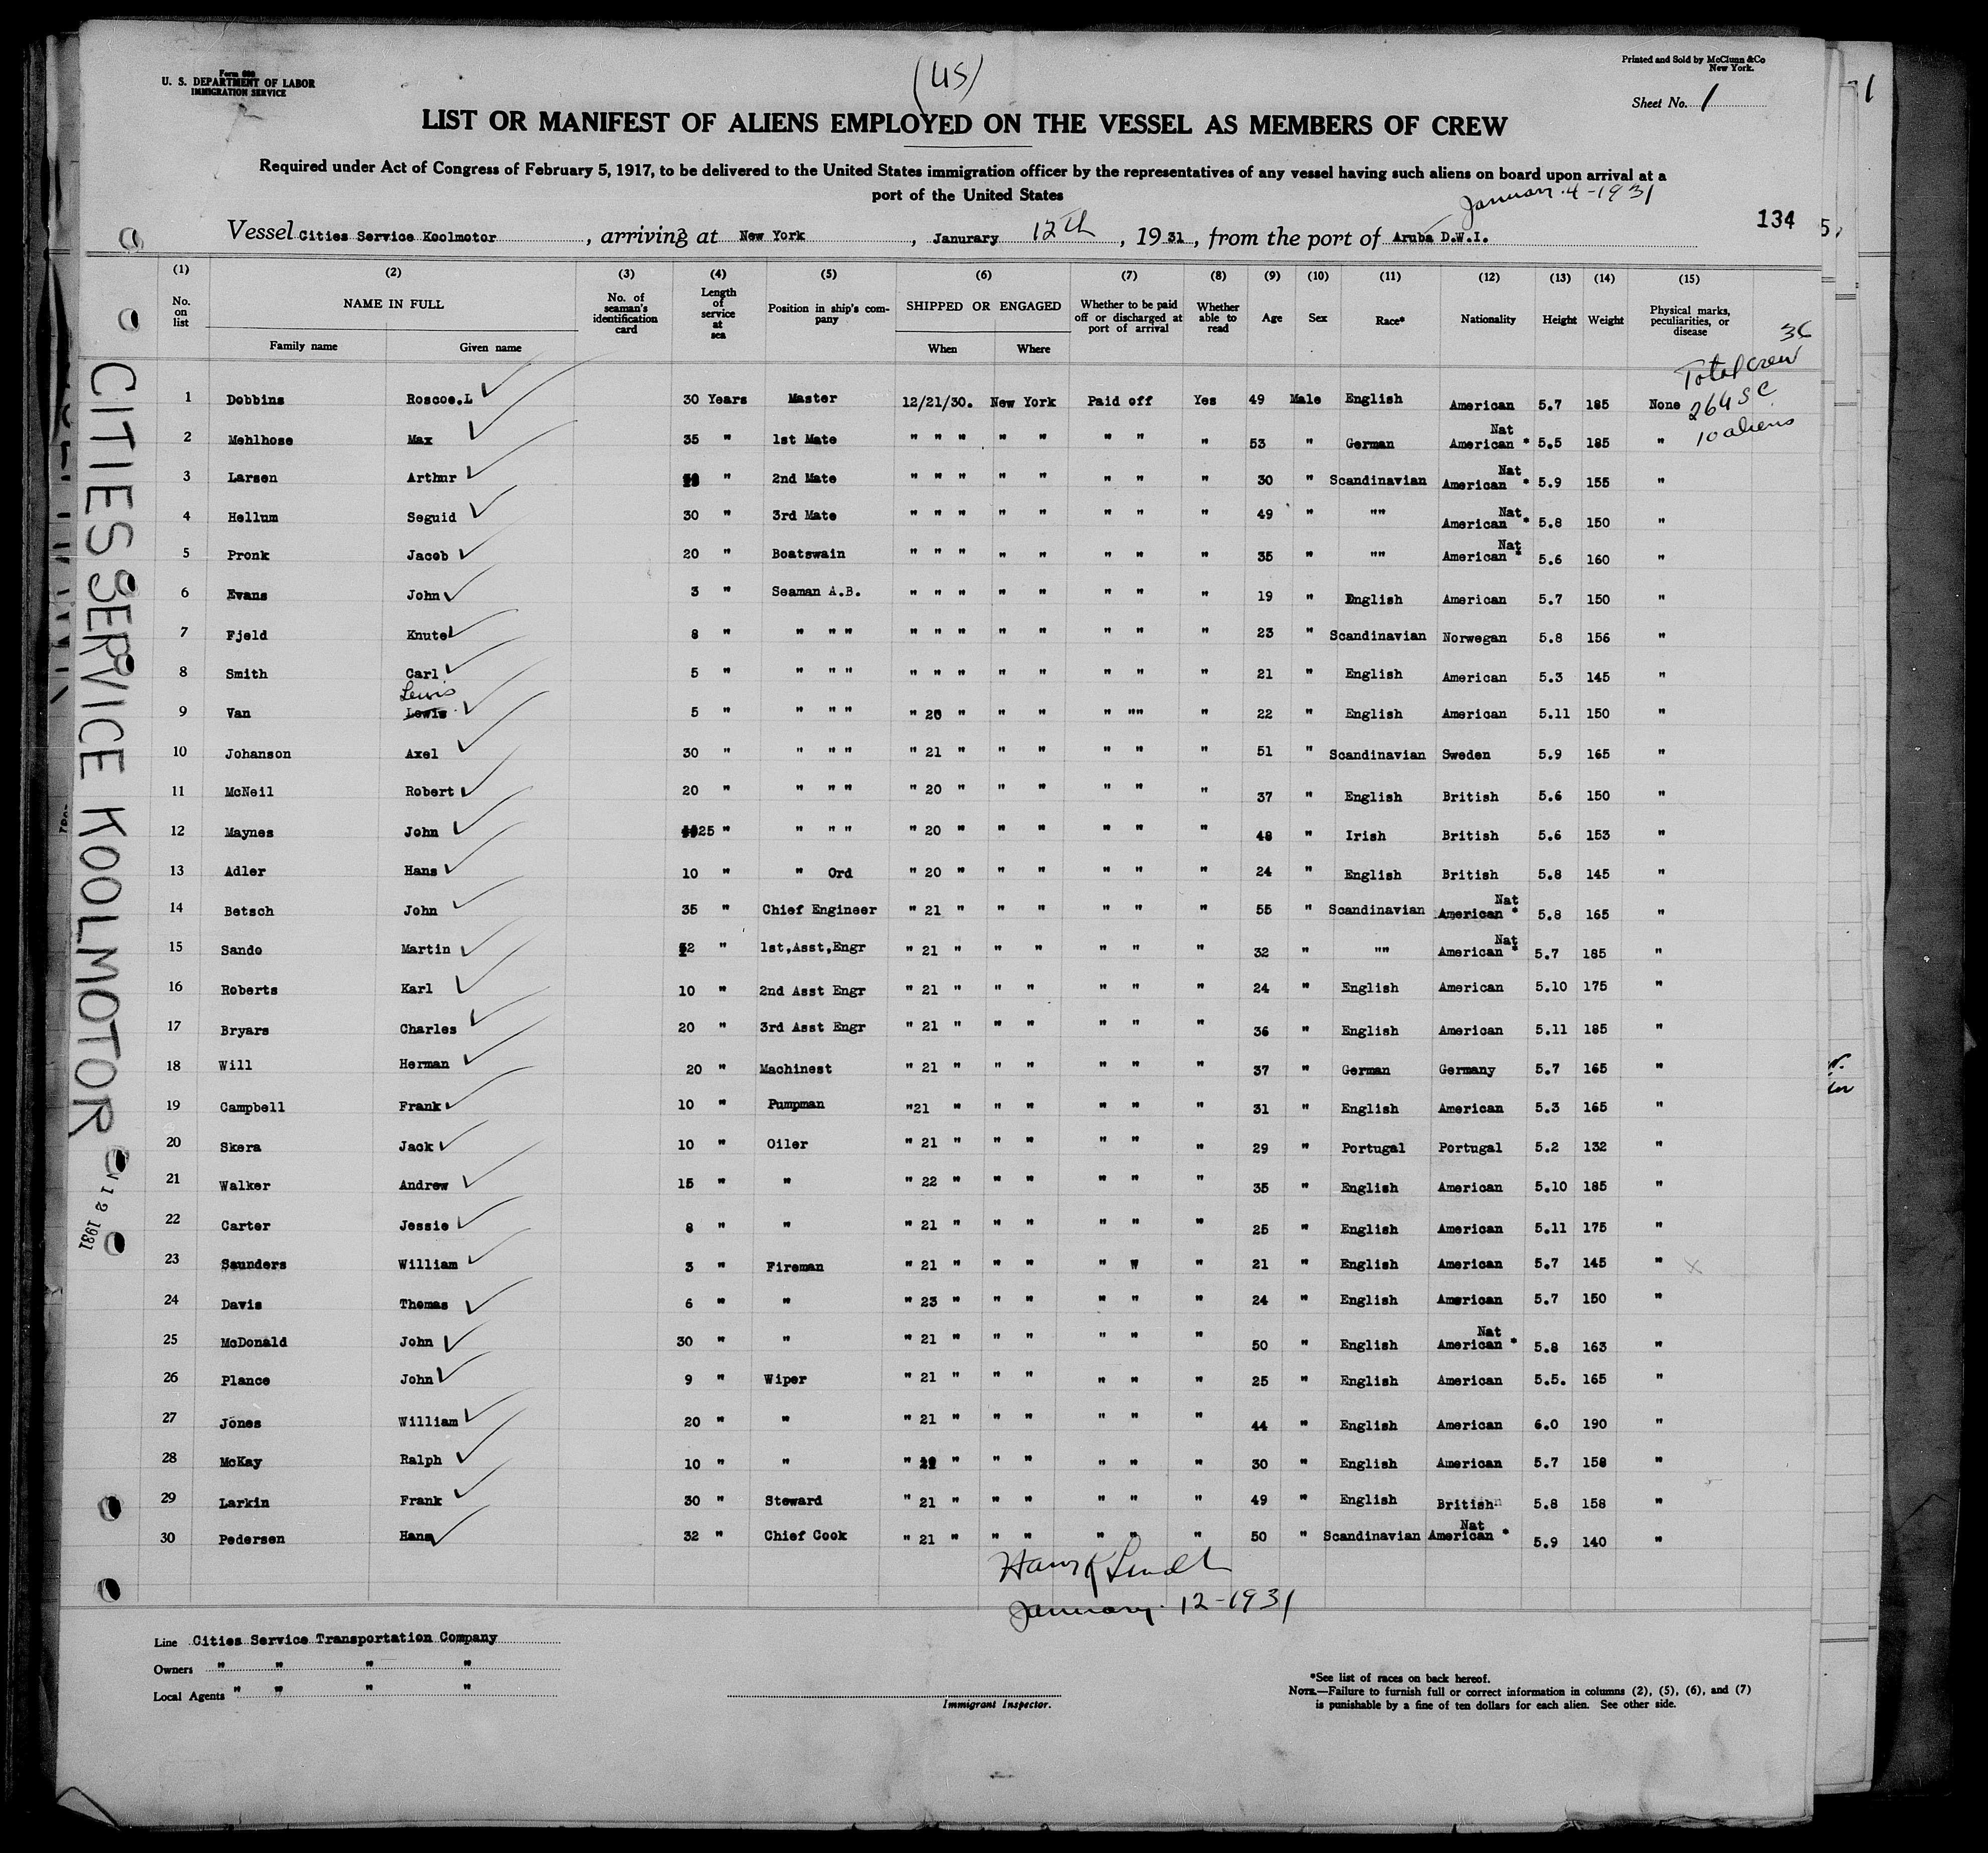 Form 680
U. S. DEPARTMENT OF LABOR
IMMIGRATION SERVICE
(US)
Printed and Sold by McClunn &Co
New York.
Sheet No. 1
LIST OR MANIFEST OF ALIENS EMPLOYED ON THE VESSEL AS MEMBERS OF CREW
Required under Act of Congress of February 5, 1917, to be delivered to the United States immigration officer by the representatives of any vessel having such aliens on board upon arrival at a
port of the United States
January 4-1931
Vessel Cities Service Koolmotor, arriving at New York, Janurary 12th, 1931, from the port of Aruba D.W.I.
134
(1) (2) (3) (4) (5) (6) (7) (8) (9) (10) (11) (12) (13) (14) (15)
No. on list NAME IN FULL Family name Given name No. of seaman's identification card Length of service at sea Position in ship's company SHIPPED OR ENGAGED When Where Whether to be paid off or discharged at port of arrival Whether able to read Age Sex Race* Nationality Height Weight Physical marks, peculiarities, or disease
36
Total crew
26 USC
10 aliens
1 Dobbins Roscoe.L 30 Years Master 12/21/30. New York Paid off Yes 49 Male English American 5.7 185 None
2 Mehlhose Max 35 " 1st Mate " " " " " " " " 53 " German Nat American * 5.5 185 "
3 Larsen Arthur " 2nd Mate " " " " " " " " 30 " Scandinavian Nat American * 5.9 155 "
4 Hellum Seguid 30 " 3rd Mate " " " " " " " " 49 " "" Nat American * 5.8 150 "
5 Pronk Jacob 20 " Boatswain " " " " " " " " 35 " "" Nat American * 5.6 160 "
6 Evans John 3 " Seaman A.B. " " " " " " " " 19 " English American 5.7 150 "
7 Fjeld Knute 8 " " " " " " " " " " " " 23 " Scandinavian Norwegan 5.8 156 "
8 Smith Carl 5 " " " " " " " " " " " " 21 " English American 5.3 145 "
Lewis
9 Van Lewis 5 " " " " " 20 " " " " "" " 22 " English American 5.11 150 "
10 Johanson Axel 30 " " " " " 21 " " " " " 51 " Scandinavian Sweden 5.9 165 "
11 McNeil Robert 20 " " " " " 20 " " " " " " 37 " English British 5.6 150 "
12 Maynes John 25 " " " " " 20 " " " " " " 48 " Irish British 5.6 153 "
13 Adler Hans 10 " " Ord " 20 " " " " " " 24 " English British 5.8 145 "
14 Betsch John 35 " Chief Engineer " 21 " " " " " " 55 " Scandinavian Nat American * 5.8 165 "
15 Sando Martin 12 " 1st,Asst,Engr " 21 " " " " " " 32 " "" Nat American * 5.7 185 "
16 Roberts Karl 10 " 2nd Asst Engr " 21 " " " " " " 24 " English American 5.10 175 "
17 Bryars Charles 20 " 3rd Asst Engr " 21 " " " " " " 36 " English American 5.11 185 "
18 Will Herman 20 " Machinest " 21 " " " " " " 37 " German Germany 5.7 165 "
19 Campbell Frank 10 " Pumpman "21 " " " " " " 31 " English American 5.3 165 "
20 Skera Jack 10 " Oiler " 21 " " " " " " 29 " Portugal Portugal 5.2 132 "
21 Walker Andrew 15 " " " 22 " " " " " " 35 " English American 5.10 185 "
22 Carter Jessie 8 " " " 21 " " " " " " 25 " English American 5.11 175 "
23 Saunders William 3 " Fireman " 21 " " " " " " 21 " English American 5.7 145 "
24 Davis Thomas 6 " " " 23 " " " " " " 24 " English American 5.7 150 "
25 McDonald John 30 " " " 21 " " " " " " 50 " English Nat American * 5.8 163 "
26 Plance John 9 " Wiper " 21 " " " " " " 25 " English American 5.5. 165 "
27 Jones William 20 " " " 21 " " " " " " 44 " English American 6.0 190 "
28 McKay Ralph 10 " " " " " " " " " 30 " English American 5.7 158 "
29 Larkin Frank 30 " Steward " 21 " " " " " " 49 " English British 5.8 158 "
30 Pedersen Hans 32 " Chief Cook " 21 " " " " " " 50 " Scandinavian Nat American * 5.9 140 "
January 12-1931
Line Cities Service Transportation Company
Owners " " " "
Local Agents " " " "
Immigrant Inspector.
*See list of races on back hereof.
NOTE.—Failure to furnish full or correct information in columns (2), (5), (6), and (7)
is punishable by a fine of ten dollars for each alien. See other side.
CITIES SERVICE KOOLMOTOR
N 12 1931